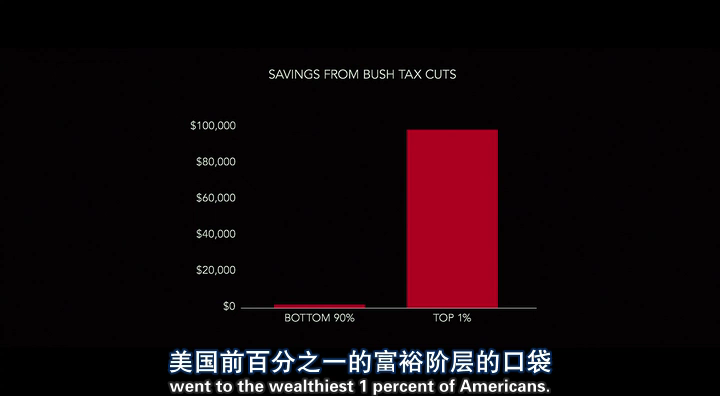 SAVINGS FROM BUSH TAX CUTS
$100,000
$80,000
$60,000
$40,000
$20,000
$0
BOTTOM 90%
TOP 1%
美国前百分之一的富裕阶层的口袋
went to the wealthiest 1 percent of Americans.